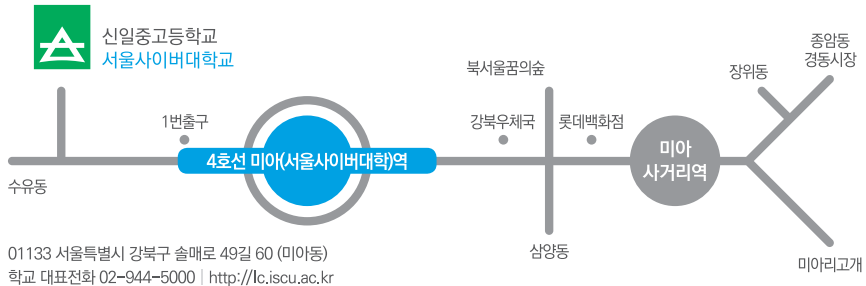 신일중고등학교
서울사이버대학교
수유동
1번출구
4호선 미아(서울사이버대학)역
북서울꿈의숲
강북우체국
롯데백화점
삼양동
미아
사거리역
장위동
종암동
경동시장
미아리고개
01133 서울특별시 강북구 솔매로 49길 60 (미아동)
학교 대표전화 02-944-5000 | http://lc.iscu.ac.kr